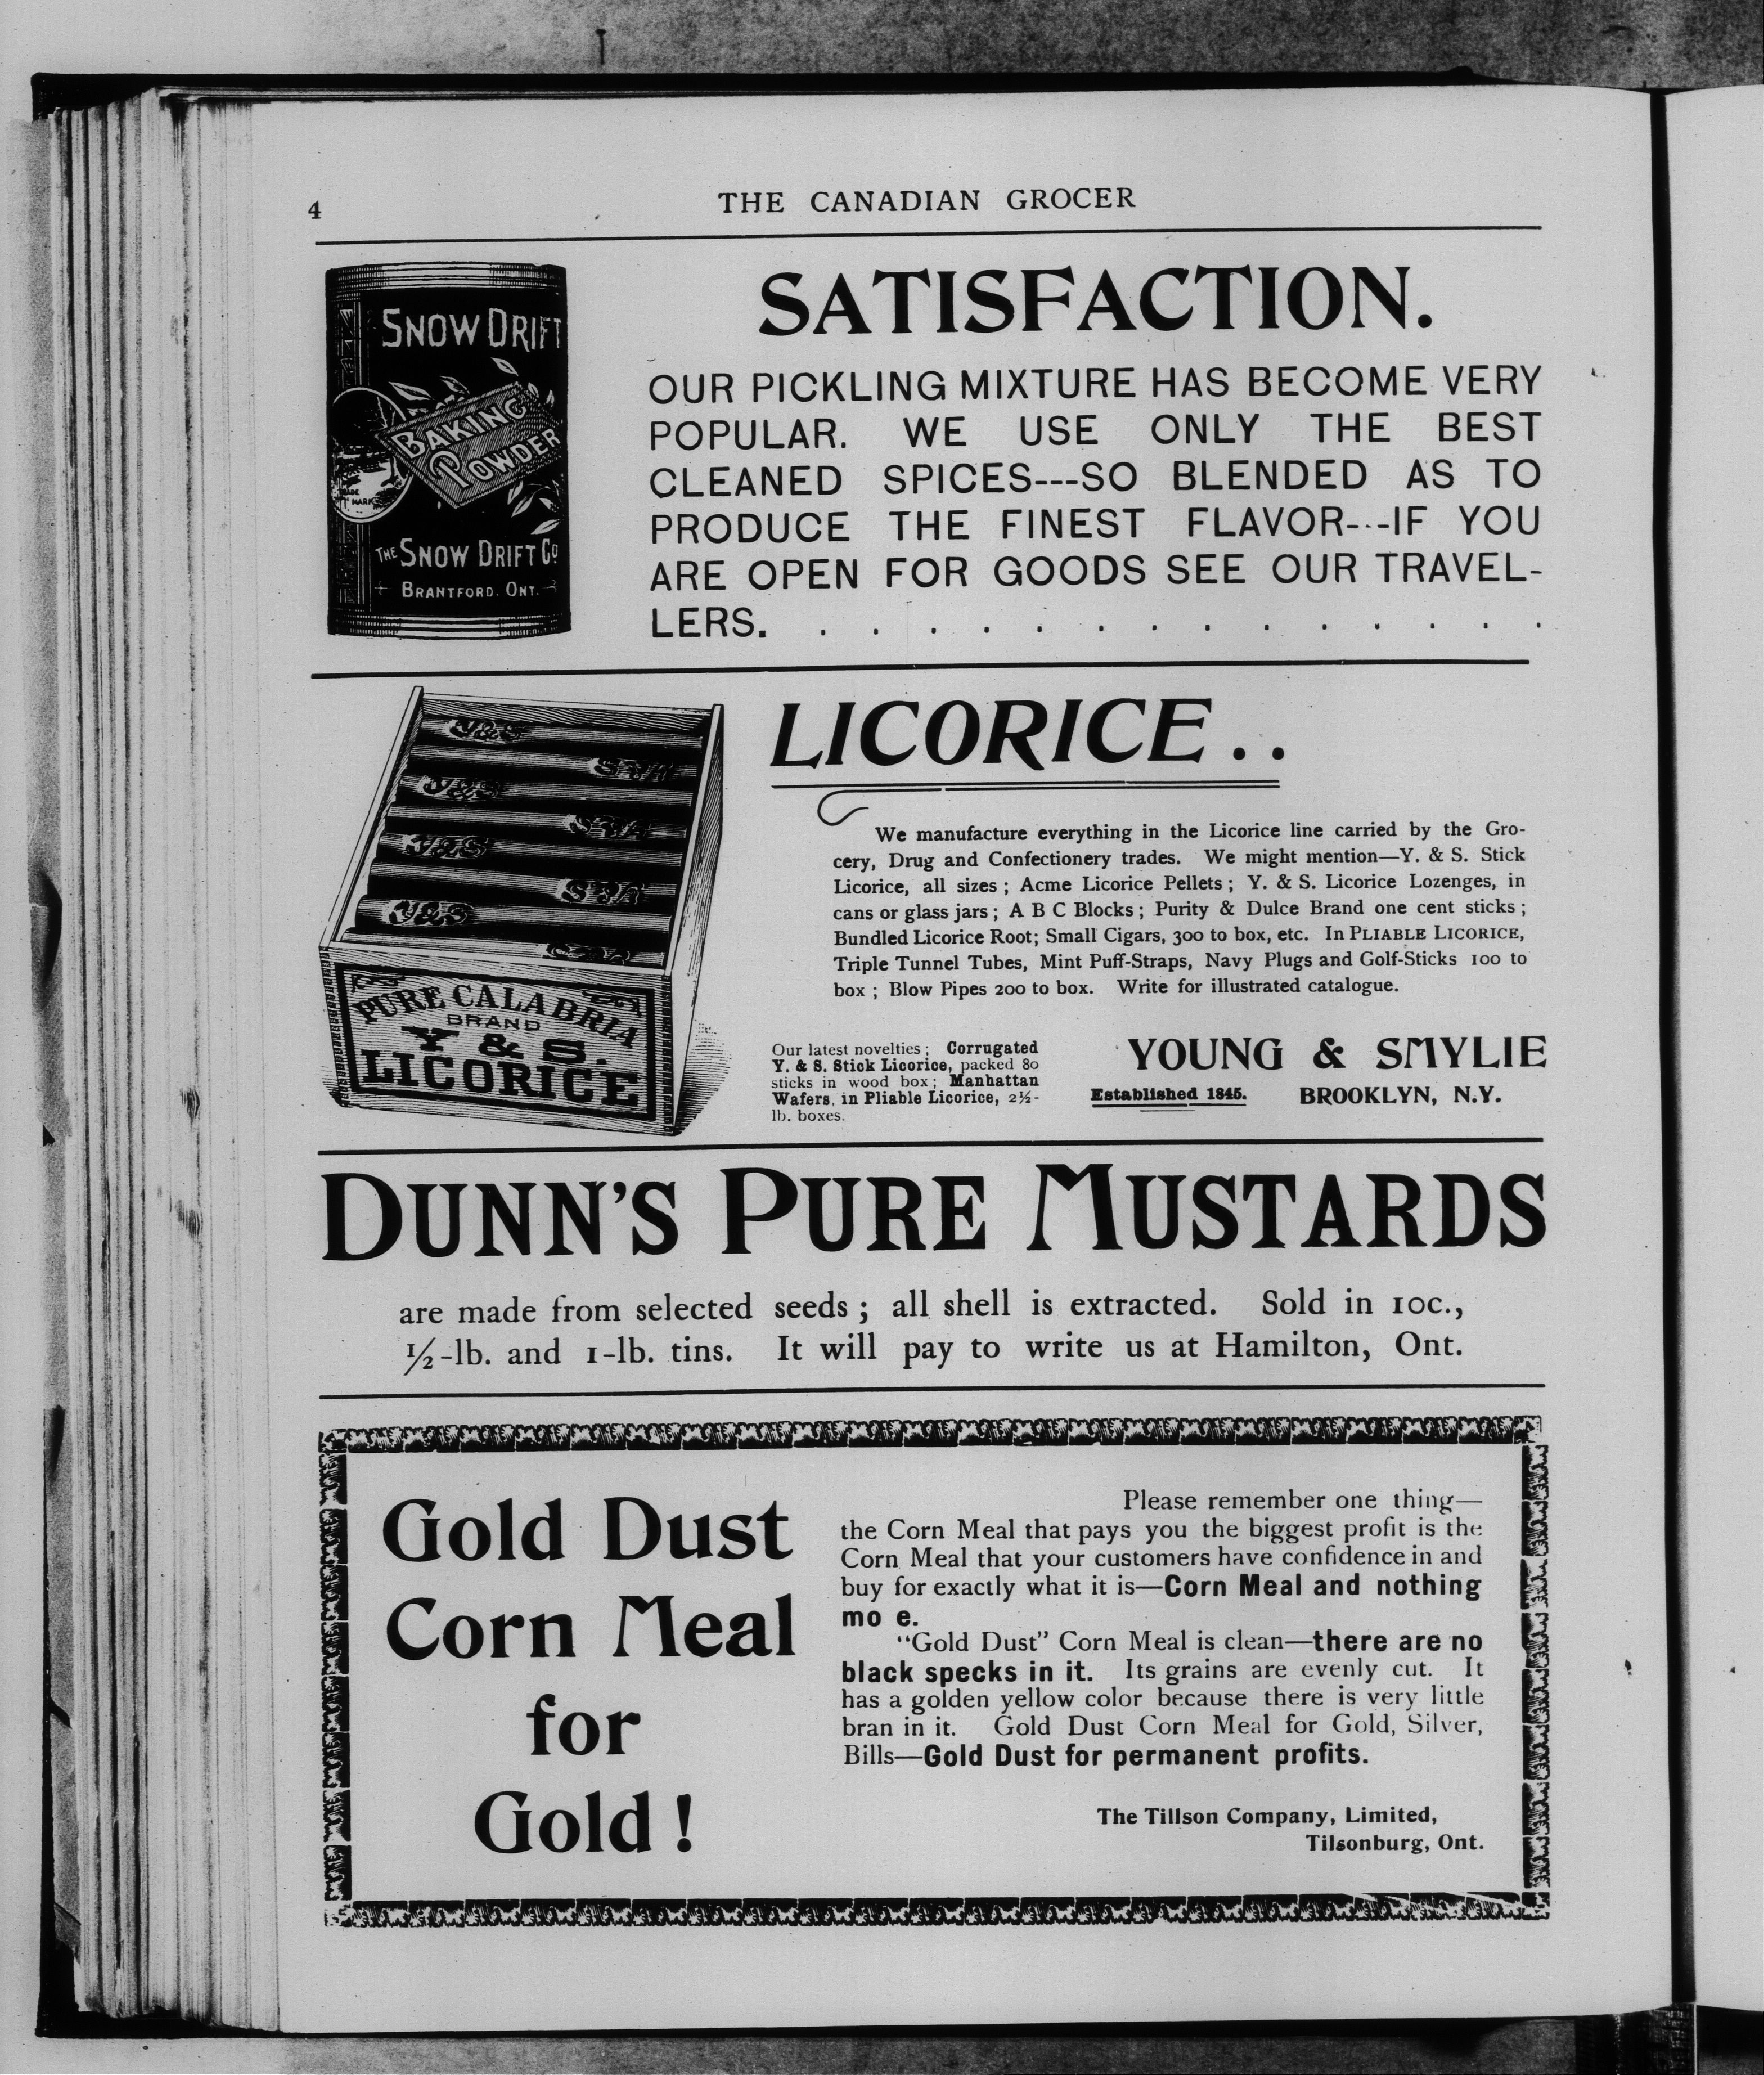 4
THE CANADIAN GROCER
SNOW DRIFT
BAKING
POWDER
TRADE
MARK
THE SNOW DRIFT Co.
BRANTFORD. ONT.
SATISFACTION.
OUR PICKLING MIXTURE HAS BECOME VERY
POPULAR. WE USE ONLY THE BEST
CLEANED SPICES---SO BLENDED AS TO
PRODUCE THE FINEST FLAVOR---IF YOU
ARE OPEN FOR GOODS SEE OUR TRAVEL-
LERS. . . . . . . . . . . . . . .
Y&S
Y&S
Y&S
Y&S
Y&S
Y&S
Y&S
Y&S
PURE CALABRIA
BRAND
Y & S.
LICORICE
LICORICE . .
We manufacture everything in the Licorice line carried by the Gro-
cery, Drug and Confectionery trades. We might mention—Y. & S. Stick
Licorice, all sizes ; Acme Licorice Pellets ; Y. & S. Licorice Lozenges, in
cans or glass jars ; A B C Blocks ; Purity & Dulce Brand one cent sticks ;
Bundled Licorice Root; Small Cigars, 300 to box, etc. In PLIABLE LICORICE,
Triple Tunnel Tubes, Mint Puff-Straps, Navy Plugs and Golf-Sticks 100 to
box ; Blow Pipes 200 to box. Write for illustrated catalogue.
Our latest novelties ; Corrugated
Y. & S. Stick Licorice, packed 80
sticks in wood box ; Manhattan
Wafers, in Pliable Licorice, 2½-
lb. boxes.
YOUNG & SMYLIE
Established 1845. BROOKLYN, N.Y.
DUNN'S PURE MUSTARDS
are made from selected seeds ; all shell is extracted. Sold in 10c.,
½-lb. and 1-lb. tins. It will pay to write us at Hamilton, Ont.
Gold Dust
Corn Meal
for
Gold !
Please remember one thing—
the Corn Meal that pays you the biggest profit is the
Corn Meal that your customers have confidence in and
buy for exactly what it is—Corn Meal and nothing
mo e.
"Gold Dust" Corn Meal is clean—there are no
black specks in it. Its grains are evenly cut. It
has a golden yellow color because there is very little
bran in it. Gold Dust Corn Meal for Gold, Silver,
Bills—Gold Dust for permanent profits.
The Tillson Company, Limited,
Tilsonburg, Ont.